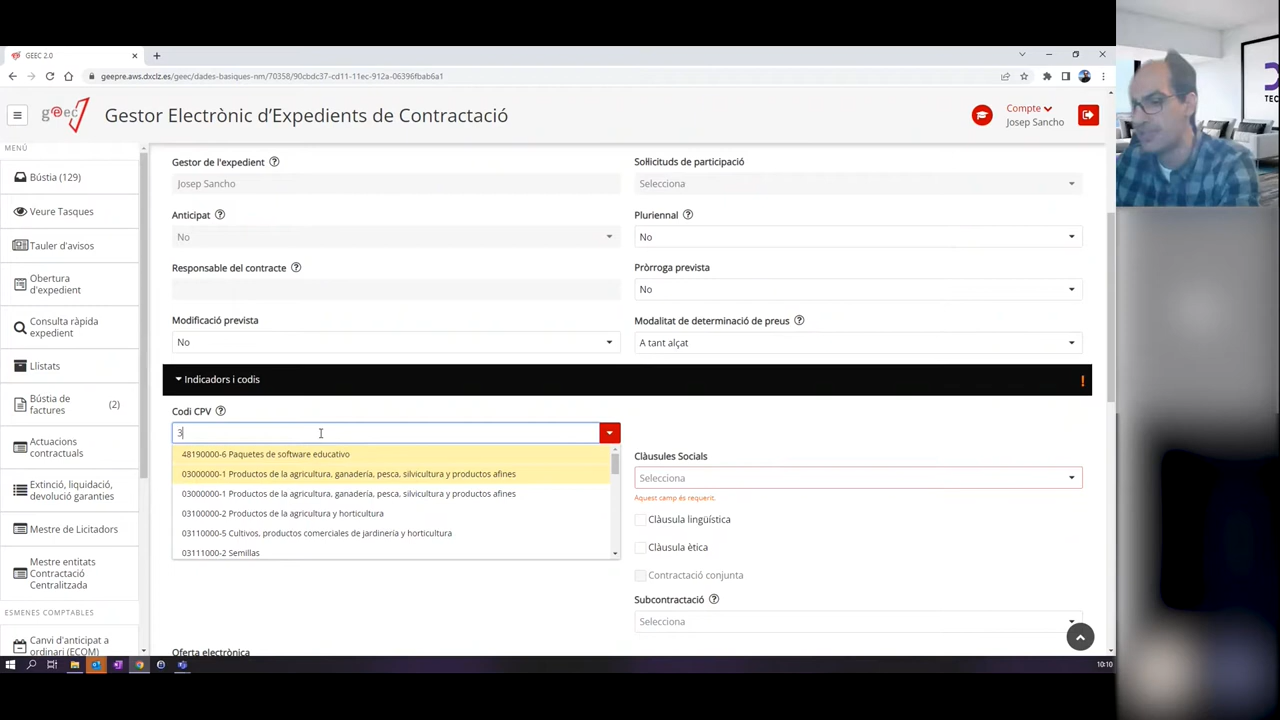 GEEC 2.0
geepre.aws.dxclz.es/geec/dades-basiques-nm/70358/90cbdc37-cd11-11ec-912a-06396fbab6a1
geec
Gestor Electrònic d'Expedients de Contractació
Compte
Josep Sancho
TEC
MENÚ
Bústia (129)
Veure Tasques
Tauler d'avisos
Obertura
d'expedient
Consulta ràpida
expedient
Llistats
Bústia de
factures
(2)
Actuacions
contractuals
Extinció, liquidació,
devolució garanties
Mestre de Licitadors
Mestre entitats
Contractació
Centralitzada
ESMENES COMPTABLES
Canvi d'anticipat a
ordinari (ECOM)
Gestor de l'expedient
Sol·licituds de participació
Josep Sancho
Selecciona
Anticipat
Pluriennal
No
No
Responsable del contracte
Pròrroga prevista
No
Modificació prevista
Modalitat de determinació de preus
No
A tant alçat
Indicadors i codis
!
Codi CPV
3
48190000-6 Paquetes de software educativo
03000000-1 Productos de la agricultura, ganadería, pesca, silvicultura y productos afines
03000000-1 Productos de la agricultura, ganadería, pesca, silvicultura y productos afines
03100000-2 Productos de la agricultura y horticultura
03110000-5 Cultivos, productos comerciales de jardinería y horticultura
03111000-2 Semillas
Clàusules Socials
Selecciona
Aquest camp és requerit.
Clàusula lingüística
Clàusula ètica
Contractació conjunta
Subcontractació
Selecciona
Oferta electrònica
10:10